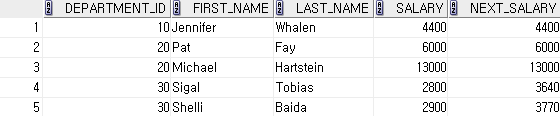 DEPARTMENT_ID FIRST_NAME LAST_NAME SALARY NEXT_SALARY
1 10 Jennifer Whalen 4400 4400
2 20 Pat Fay 6000 6000
3 20 Michael Hartstein 13000 13000
4 30 Sigal Tobias 2800 3640
5 30 Shelli Baida 2900 3770